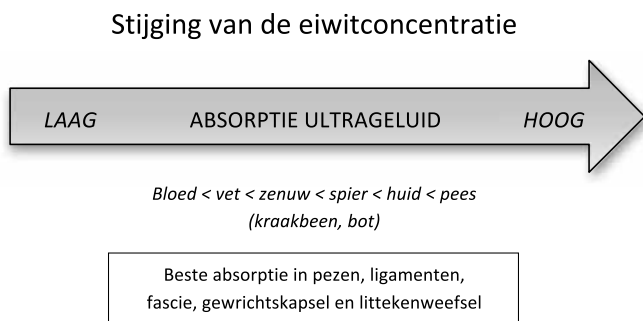 Stijging van de eiwitconcentratie
LAAG ABSORPTIE ULTRAGELUID HOOG
Bloed < vet < zenuw < spier < huid < pees
(kraakbeen, bot)
Beste absorptie in pezen, ligamenten,
fascie, gewrichtskapsel en littekenweefsel